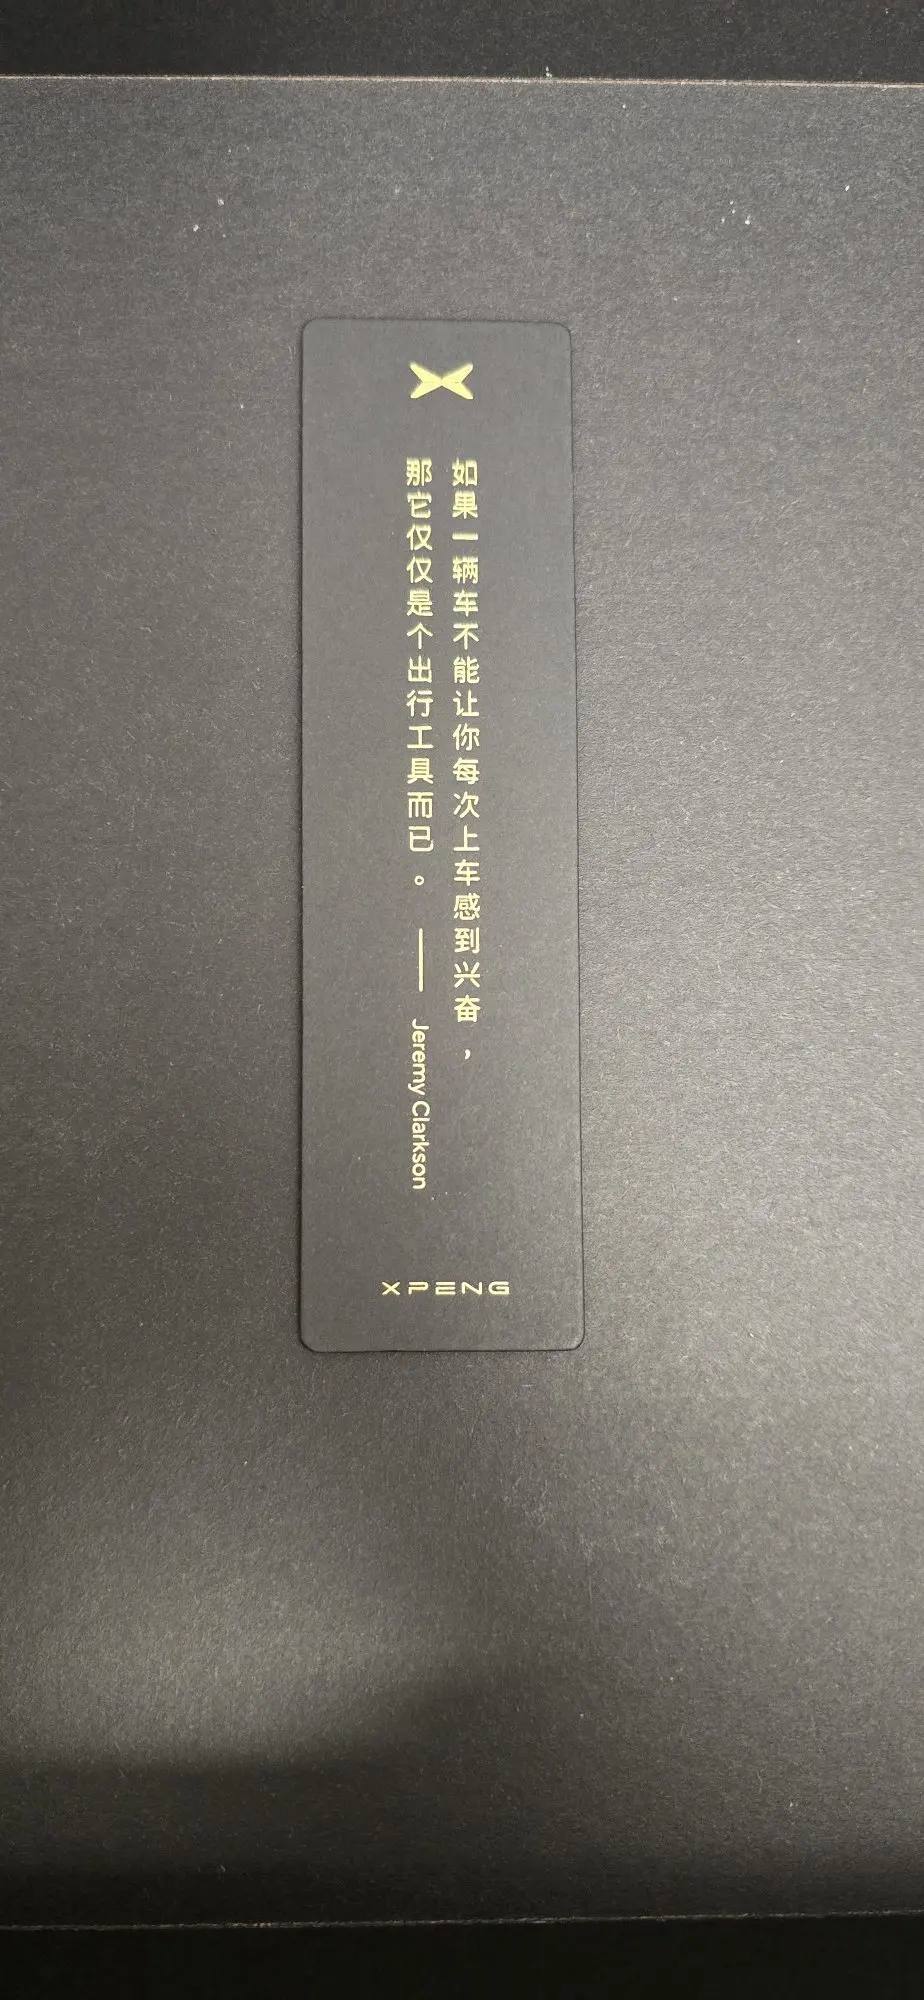 如果一辆车不能让你每次上车感到兴奋，
那它仅仅是个出行工具而已。——Jeremy Clarkson
XPENG